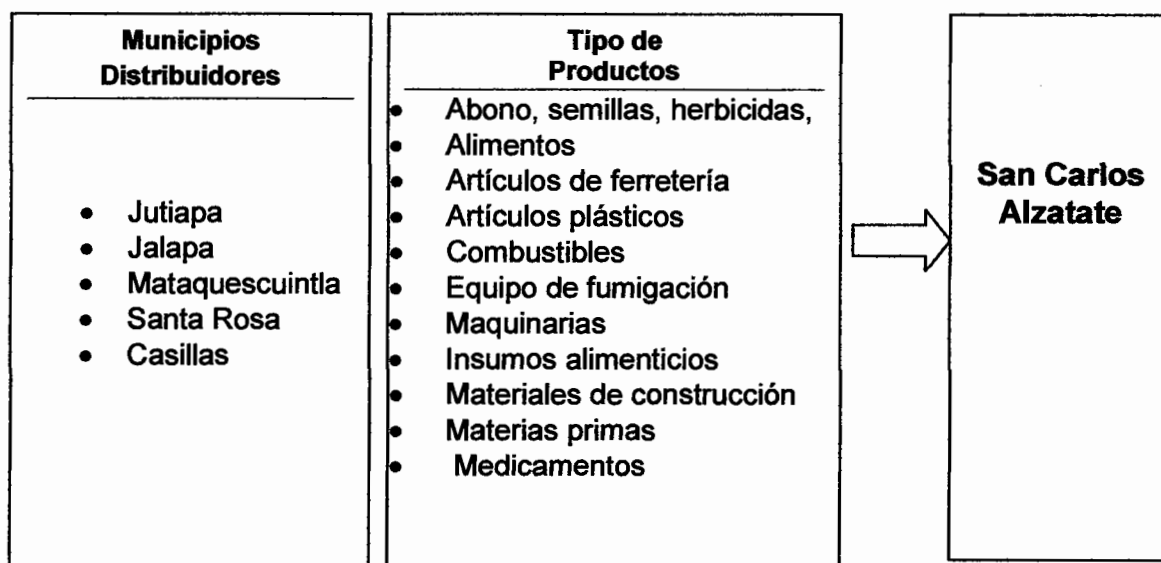 Municipios
Distribuidores
• Jutiapa
• Jalapa
• Mataquescuintla
• Santa Rosa
• Casillas
Tipo de
Productos
• Abono, semillas, herbicidas,
• Alimentos
• Artículos de ferretería
• Artículos plásticos
• Combustibles
• Equipo de fumigación
• Maquinarias
• Insumos alimenticios
• Materiales de construcción
• Materias primas
• Medicamentos
San Carlos
Alzatate